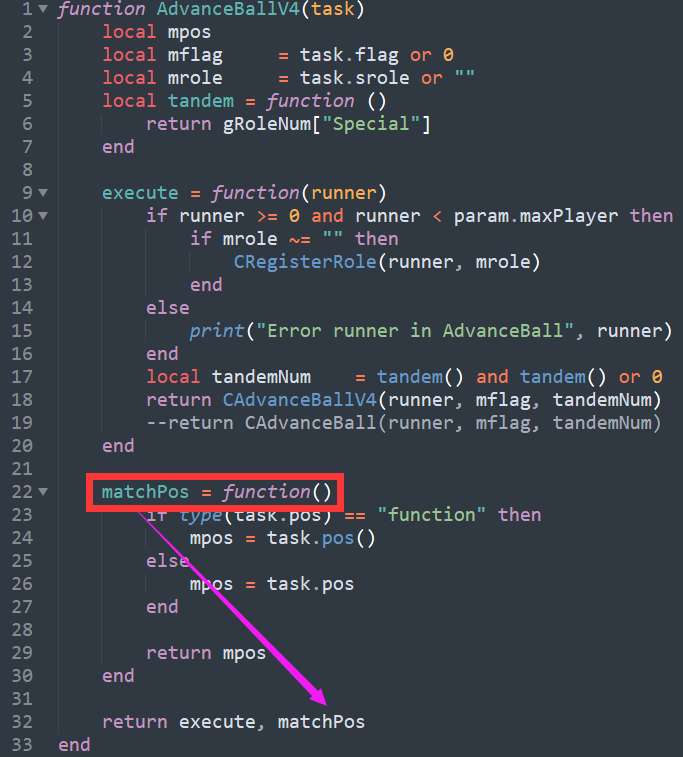 1 function AdvanceBallV4(task)
2 local mpos
3 local mflag = task.flag or 0
4 local mrole = task.srole or ""
5 local tandem = function ()
6 return gRoleNum["Special"]
7 end
8
9 execute = function(runner)
10 if runner >= 0 and runner < param.maxPlayer then
11 if mrole ~= "" then
12 CRegisterRole(runner, mrole)
13 end
14 else
15 print("Error runner in AdvanceBall", runner)
16 end
17 local tandemNum = tandem() and tandem() or 0
18 return CAdvanceBallV4(runner, mflag, tandemNum)
19 --return CAdvanceBall(runner, mflag, tandemNum)
20 end
21
22 matchPos = function()
23 if type(task.pos) == "function" then
24 mpos = task.pos()
25 else
26 mpos = task.pos
27 end
28
29 return mpos
30 end
31
32 return execute, matchPos
33 end